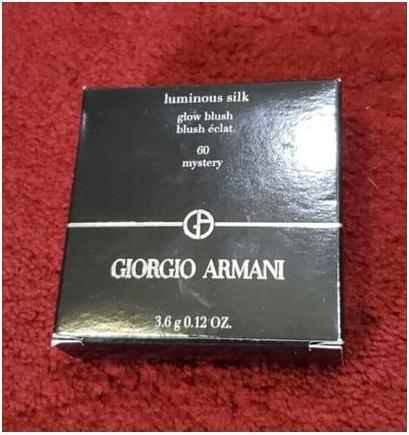 luminous silk
glow blush
blush éclat
60
mystery
GIORGIO ARMANI
3.6 g 0.12 OZ.